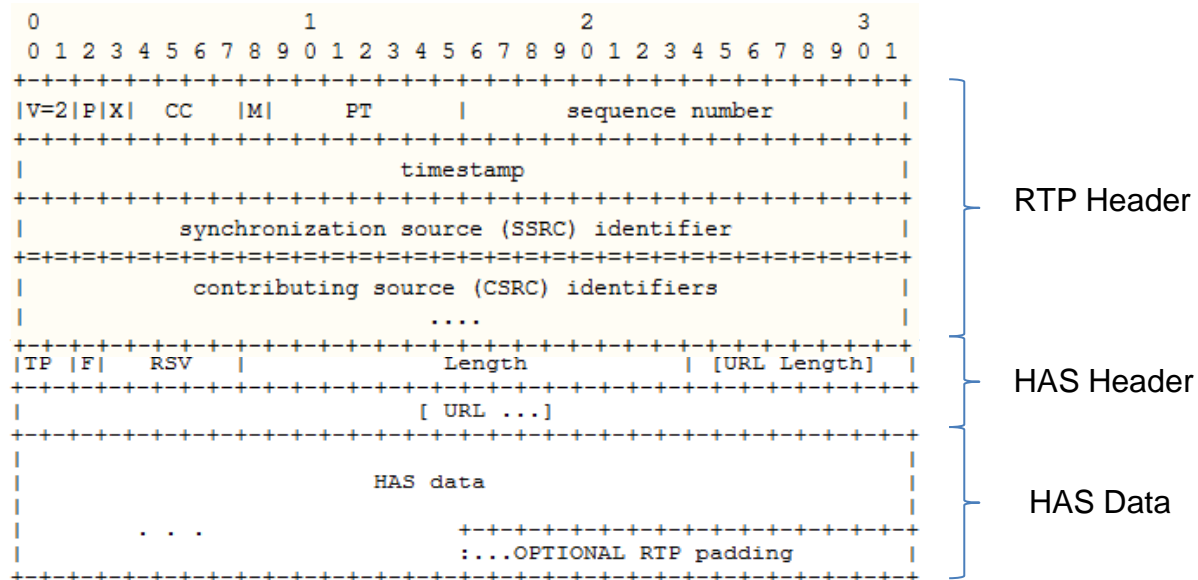 0 1 2 3
0 1 2 3 4 5 6 7 8 9 0 1 2 3 4 5 6 7 8 9 0 1 2 3 4 5 6 7 8 9 0 1
+-+-+-+-+-+-+-+-+-+-+-+-+-+-+-+-+-+-+-+-+-+-+-+-+-+-+-+-+-+-+-+-+
|V=2|P|X| CC |M| PT | sequence number |
+-+-+-+-+-+-+-+-+-+-+-+-+-+-+-+-+-+-+-+-+-+-+-+-+-+-+-+-+-+-+-+-+
| timestamp |
+-+-+-+-+-+-+-+-+-+-+-+-+-+-+-+-+-+-+-+-+-+-+-+-+-+-+-+-+-+-+-+-+
RTP Header
| synchronization source (SSRC) identifier |
+=+=+=+=+=+=+=+=+=+=+=+=+=+=+=+=+=+=+=+=+=+=+=+=+=+=+=+=+=+=+=+=+
| contributing source (CSRC) identifiers |
| .... |
+-+-+-+-+-+-+-+-+-+-+-+-+-+-+-+-+-+-+-+-+-+-+-+-+-+-+-+-+-+-+-+-+
|TP |F| RSV | Length | [URL Length] |
+-+-+-+-+-+-+-+-+-+-+-+-+-+-+-+-+-+-+-+-+-+-+-+-+-+-+-+-+-+-+-+-+
HAS Header
| [ URL ...]
+-+-+-+-+-+-+-+-+-+-+-+-+-+-+-+-+-+-+-+-+-+-+-+-+-+-+-+-+-+-+-+-+
| |
| HAS data |
| |
HAS Data
| . . . +-+-+-+-+-+-+-+-+-+-+-+-+-+-+-+-+
| :...OPTIONAL RTP padding |
+-+-+-+-+-+-+-+-+-+-+-+-+-+-+-+-+-+-+-+-+-+-+-+-+-+-+-+-+-+-+-+-+